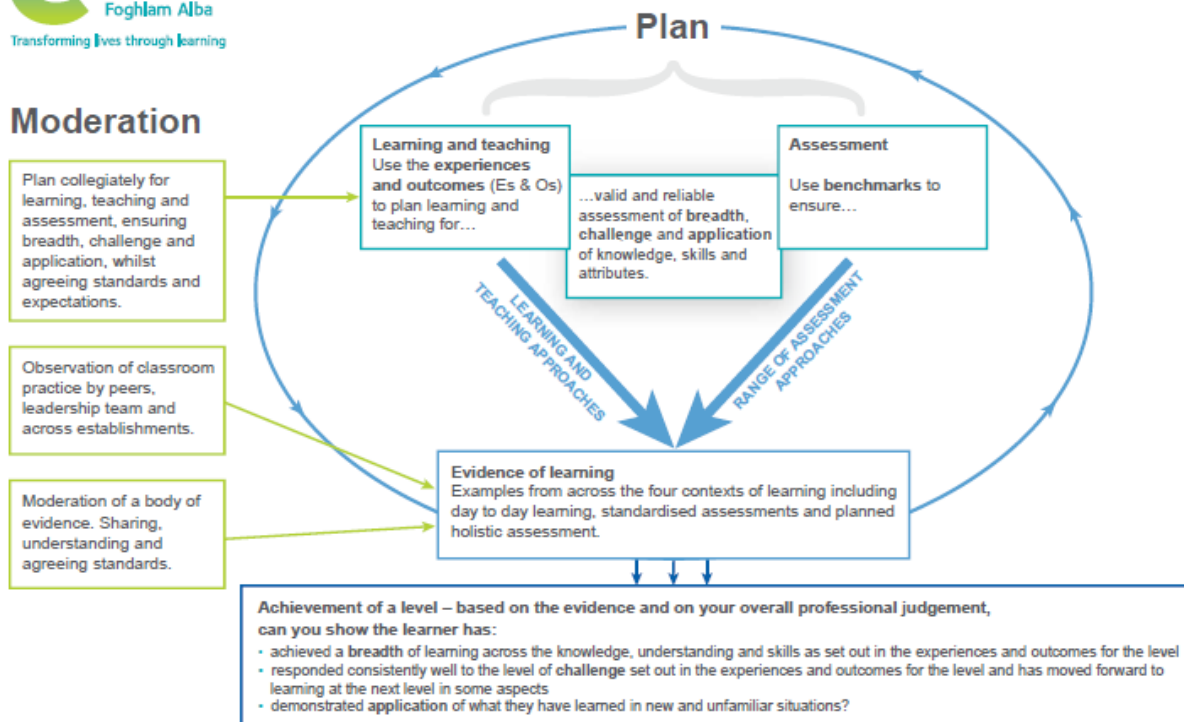 Foghlam Alba
Transforming lives through learning
Plan
Moderation
Plan collegiately for
learning, teaching and
assessment, ensuring
breadth, challenge and
application, whilst
agreeing standards and
expectations.
Observation of classroom
practice by peers,
leadership team and
across establishments.
Moderation of a body of
evidence. Sharing,
understanding and
agreeing standards.
Learning and teaching
Use the experiences
and outcomes (Es & Os)
to plan learning and
teaching for…
…valid and reliable
assessment of breadth,
challenge and application
of knowledge, skills and
attributes.
Assessment
Use benchmarks to
ensure…
LEARNING AND
TEACHING APPROACHES
RANGE OF ASSESSMENT
APPROACHES
Evidence of learning
Examples from across the four contexts of learning including
day to day learning, standardised assessments and planned
holistic assessment.
Achievement of a level – based on the evidence and on your overall professional judgement,
can you show the learner has:
• achieved a breadth of learning across the knowledge, understanding and skills as set out in the experiences and outcomes for the level
• responded consistently well to the level of challenge set out in the experiences and outcomes for the level and has moved forward to
learning at the next level in some aspects
• demonstrated application of what they have learned in new and unfamiliar situations?